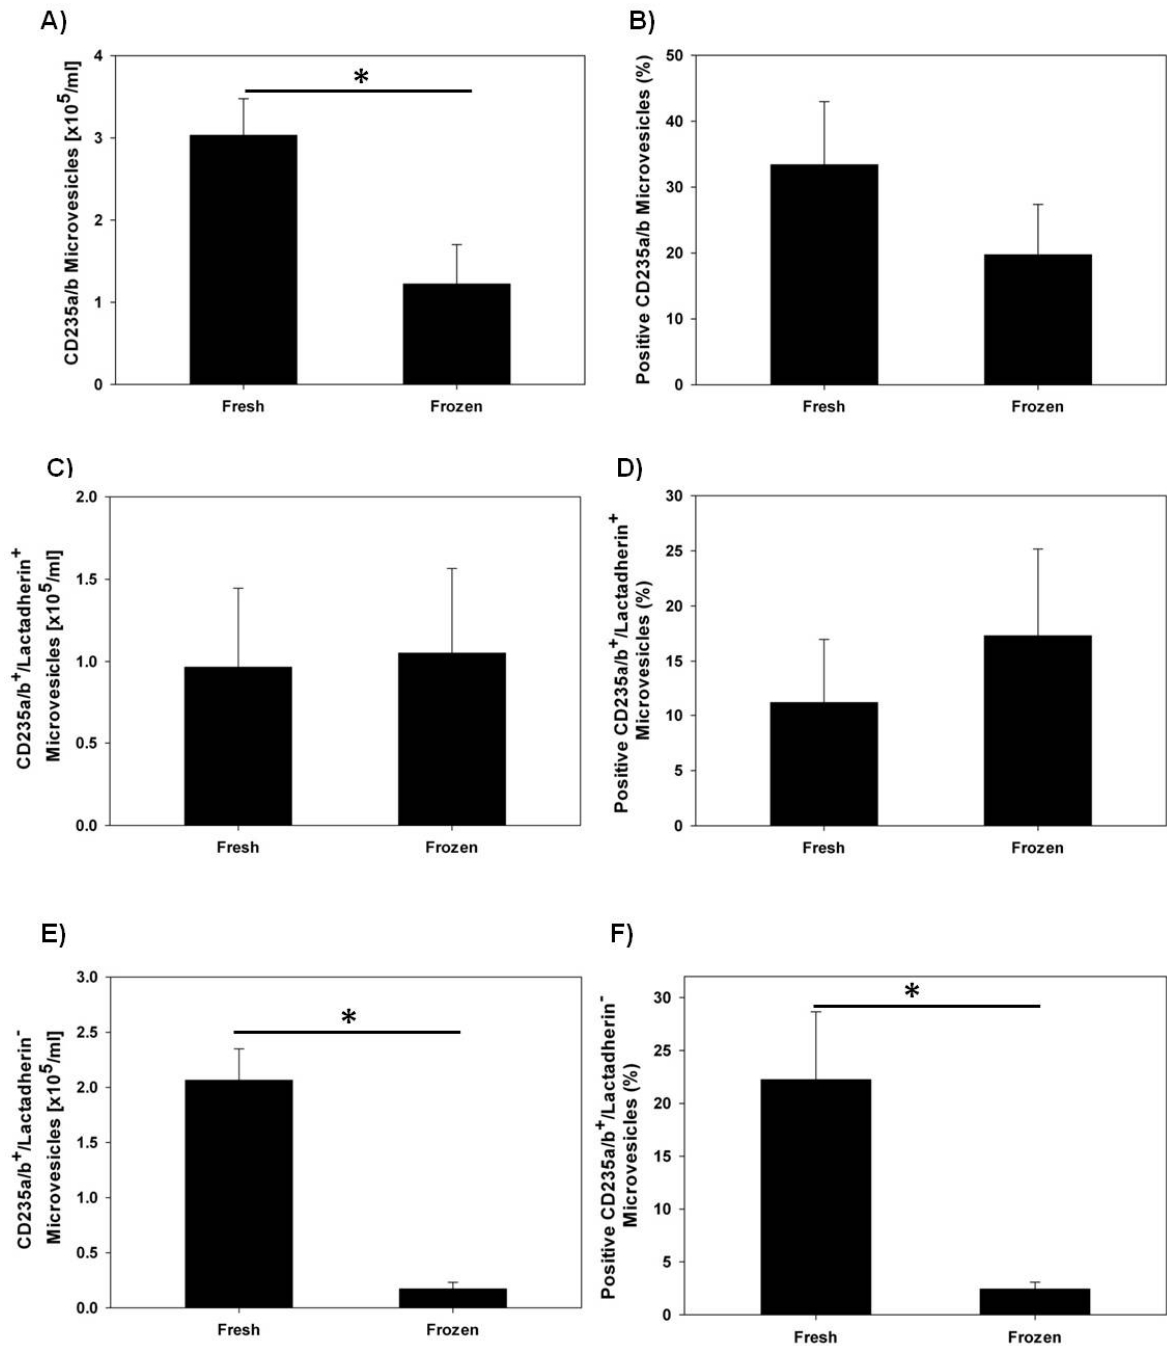 A)
CD235a/b Microvesicles [x10⁵/ml]
4
3
2
1
0
*
Fresh
Frozen
B)
Positive CD235a/b Microvesicles (%)
50
40
30
20
10
0
Fresh
Frozen
C)
CD235a/b⁺/Lactadherin⁺
Microvesicles [x10⁵/ml]
2.0
1.5
1.0
0.5
0.0
Fresh
Frozen
D)
Positive CD235a/b⁺/Lactadherin⁺
Microvesicles (%)
30
25
20
15
10
5
0
Fresh
Frozen
E)
CD235a/b⁺/Lactadherin⁻
Microvesicles [x10⁵/ml]
3.0
2.5
2.0
1.5
1.0
0.5
0.0
*
Fresh
Frozen
F)
Positive CD235a/b⁺/Lactadherin⁻
Microvesicles (%)
30
25
20
15
10
5
0
*
Fresh
Frozen